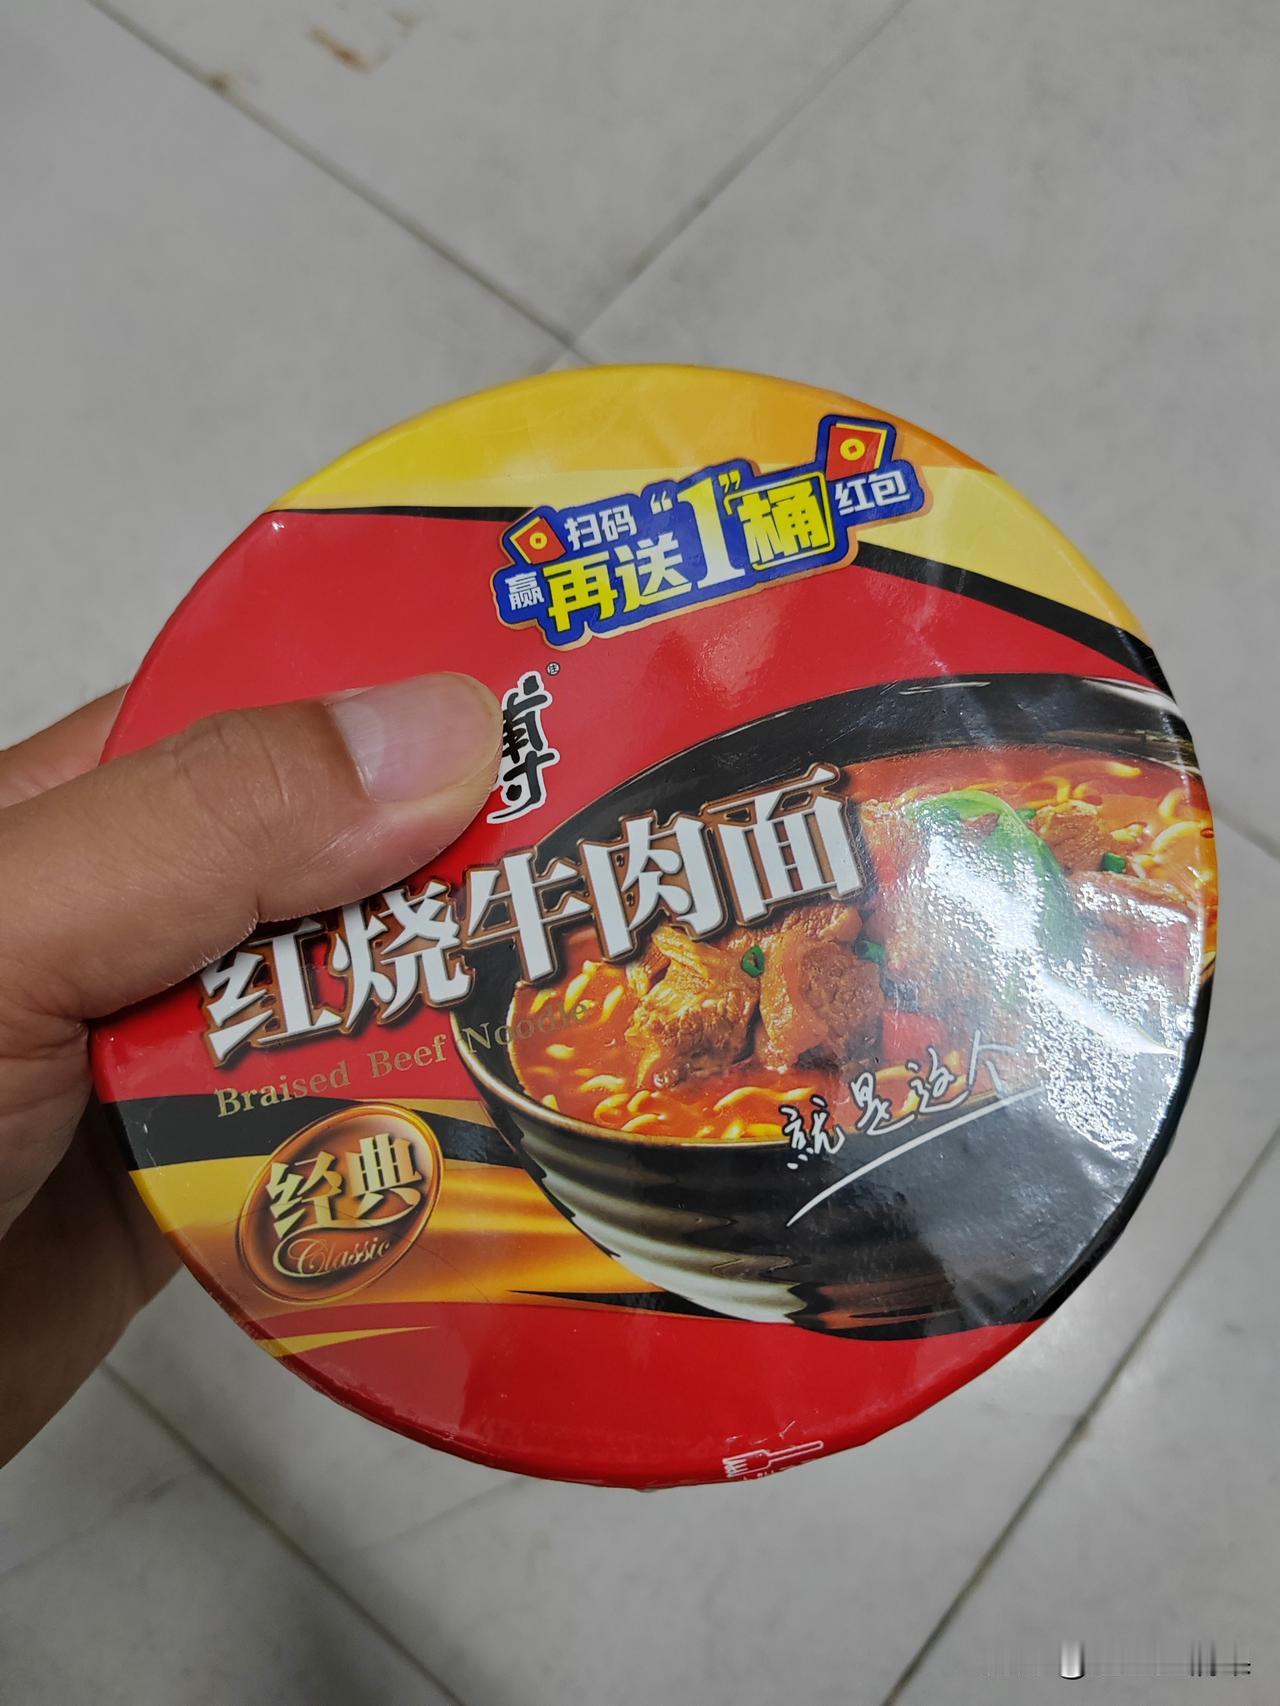 扫码“1”桶红包
赢再送
傅
红烧牛肉面
Braised Beef Noodle
就是这个
经典
Classic